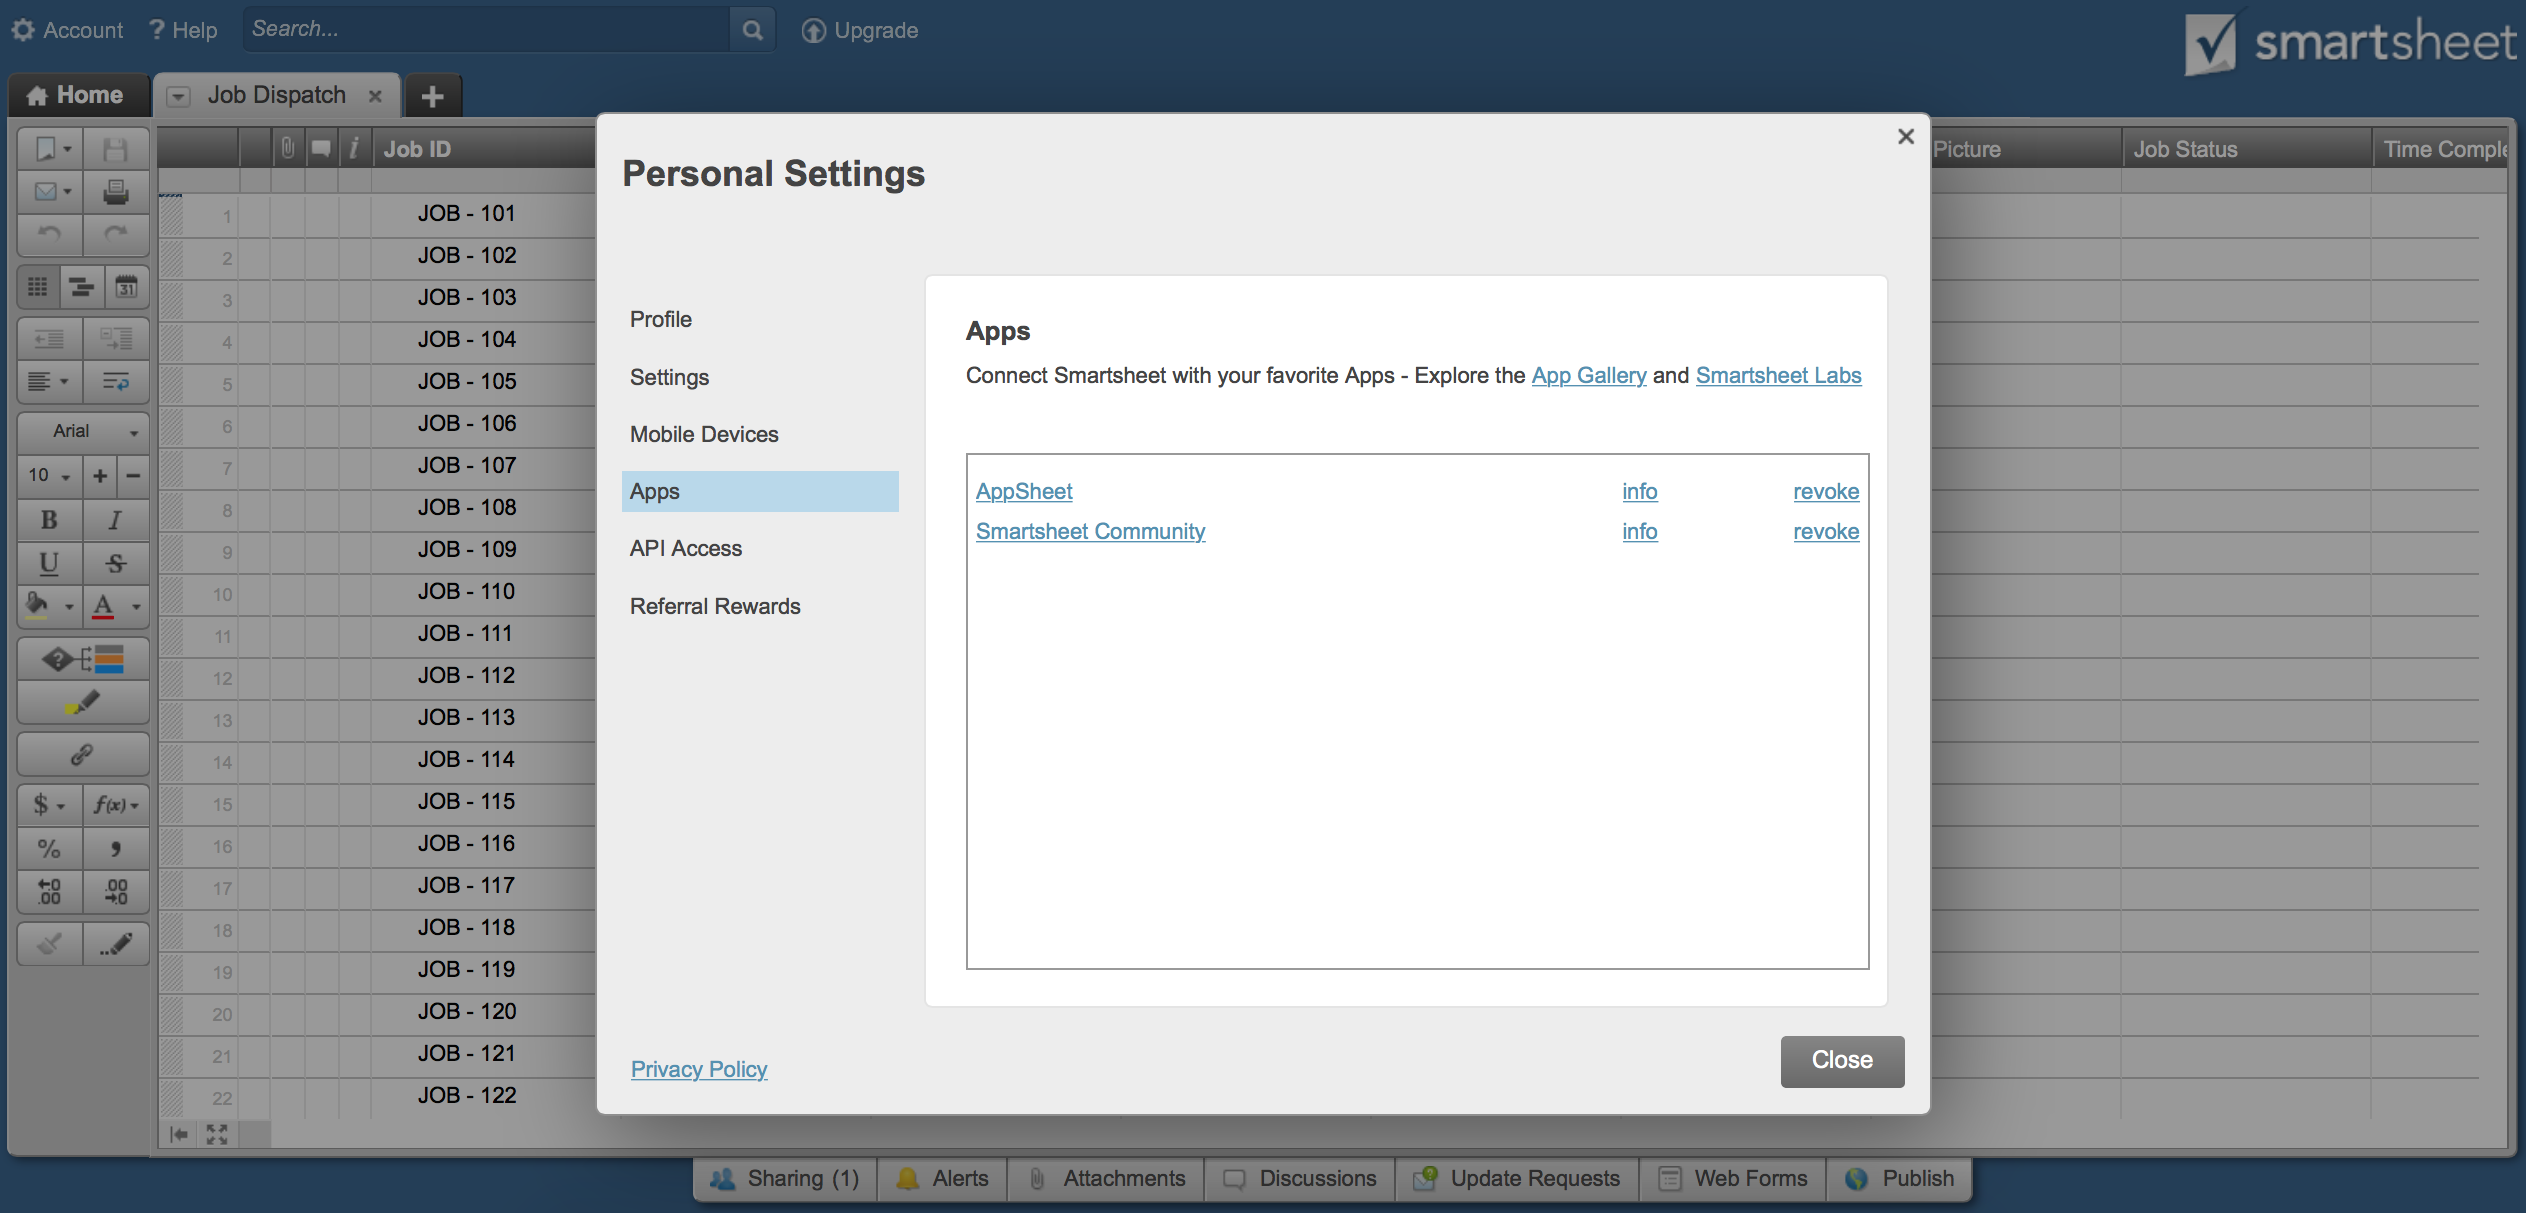 Account ? Help Search... Upgrade
smartsheet
Home Job Dispatch × +
i Job ID Picture Job Status Time Comple
Personal Settings
Profile
Settings
Mobile Devices
Apps
API Access
Referral Rewards
Privacy Policy
Apps
Connect Smartsheet with your favorite Apps - Explore the App Gallery and Smartsheet Labs
AppSheet info revoke
Smartsheet Community info revoke
Close
1 JOB - 101
2 JOB - 102
3 JOB - 103
4 JOB - 104
5 JOB - 105
6 JOB - 106
7 JOB - 107
8 JOB - 108
9 JOB - 109
10 JOB - 110
11 JOB - 111
12 JOB - 112
13 JOB - 113
14 JOB - 114
15 JOB - 115
16 JOB - 116
17 JOB - 117
18 JOB - 118
19 JOB - 119
20 JOB - 120
21 JOB - 121
22 JOB - 122
31
Arial
10 + −
B I
U S
A
?
$ f(x)
% ,
.0 .00
.00 .0
Sharing (1) Alerts Attachments Discussions Update Requests Web Forms Publish